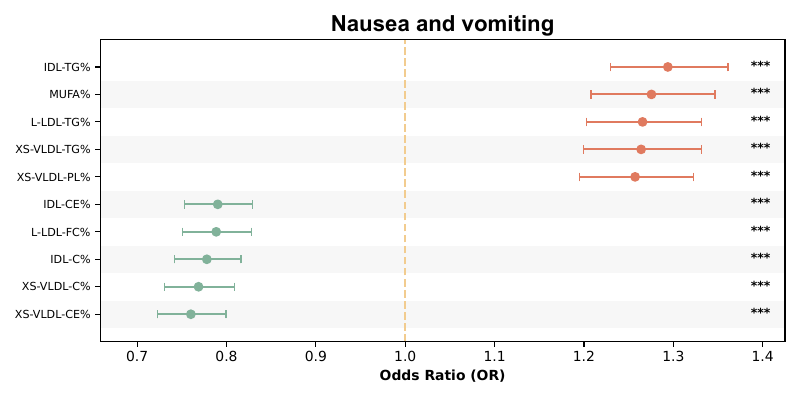 Nausea and vomiting
IDL-TG% ***
MUFA% ***
L-LDL-TG% ***
XS-VLDL-TG% ***
XS-VLDL-PL% ***
IDL-CE% ***
L-LDL-FC% ***
IDL-C% ***
XS-VLDL-C% ***
XS-VLDL-CE% ***
0.7 0.8 0.9 1.0 1.1 1.2 1.3 1.4
Odds Ratio (OR)